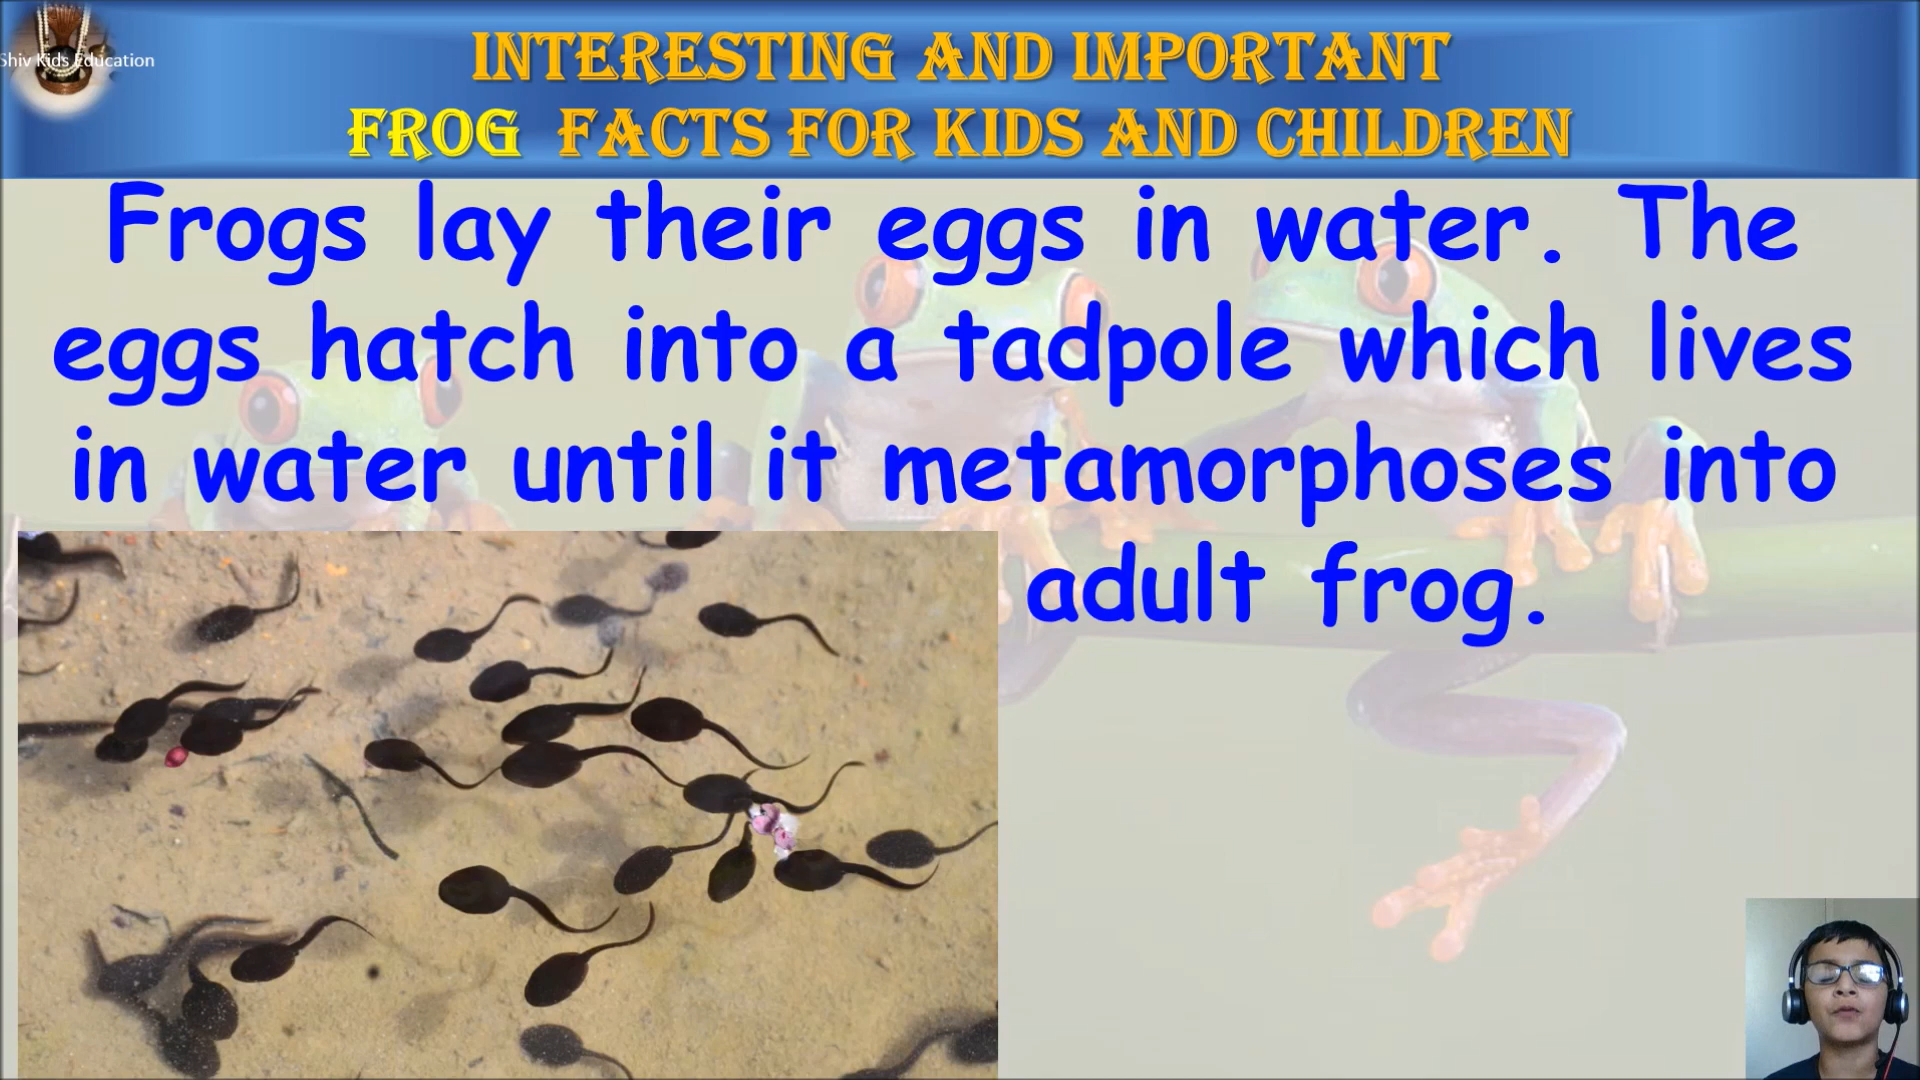 Shiv Kids Education
INTERESTING AND IMPORTANT
FROG FACTS FOR KIDS AND CHILDREN
Frogs lay their eggs in water. The
eggs hatch into a tadpole which lives
in water until it metamorphoses into
adult frog.